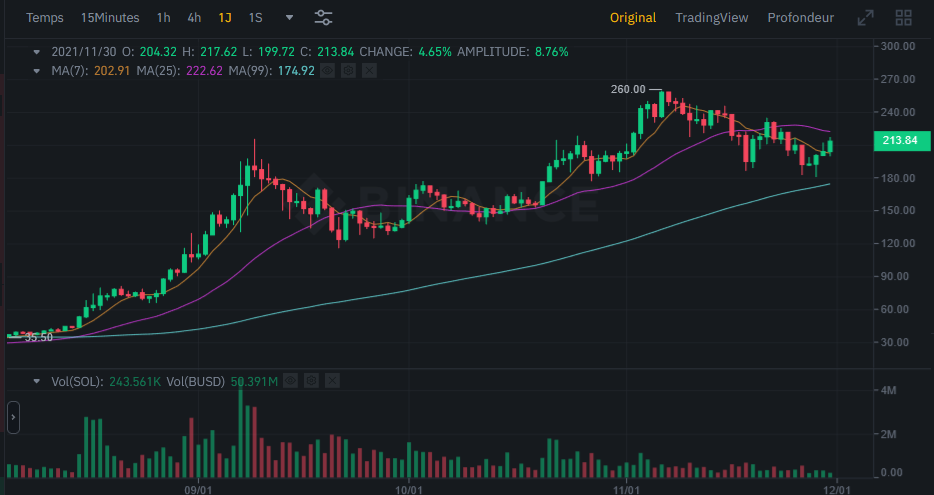 Temps 15Minutes 1h 4h 1J 1S Original TradingView Profondeur
2021/11/30 O: 204.32 H: 217.62 L: 199.72 C: 213.84 CHANGE: 4.65% AMPLITUDE: 8.76%
MA(7): 202.91 MA(25): 222.62 MA(99): 174.92
300.00
270.00
260.00
240.00
213.84
180.00
BINANCE
150.00
120.00
90.00
60.00
35.50
30.00
Vol(SOL): 243.561K Vol(BUSD) 50.391M
4M
2M
0.00
09/01 10/01 11/01 12/01